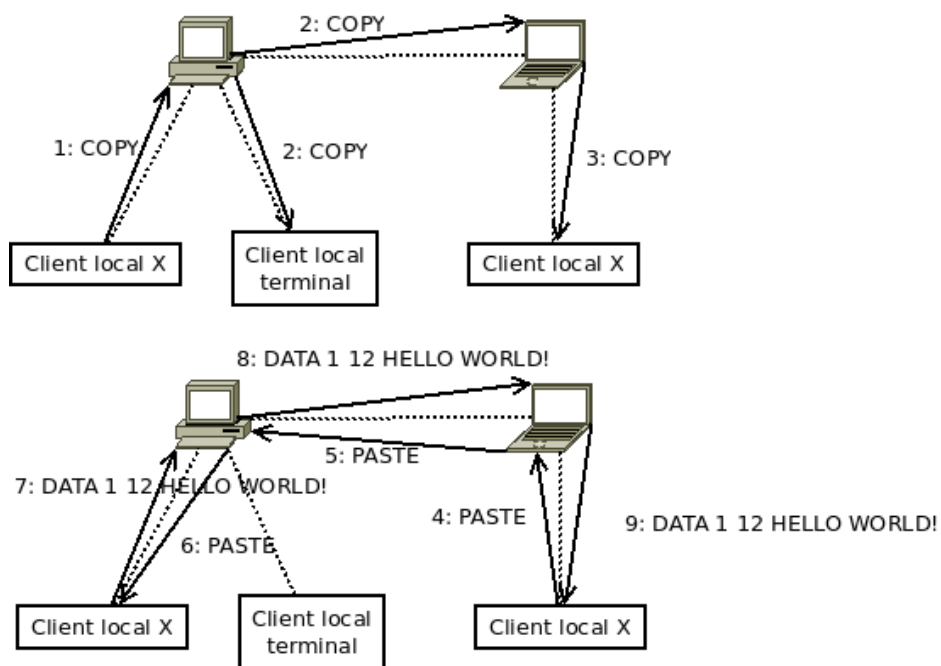 2: COPY
1: COPY
2: COPY
3: COPY
Client local X
Client local
terminal
Client local X
8: DATA 1 12 HELLO WORLD!
5: PASTE
7: DATA 1 12 HELLO WORLD!
4: PASTE
9: DATA 1 12 HELLO WORLD!
6: PASTE
Client local X
Client local
terminal
Client local X